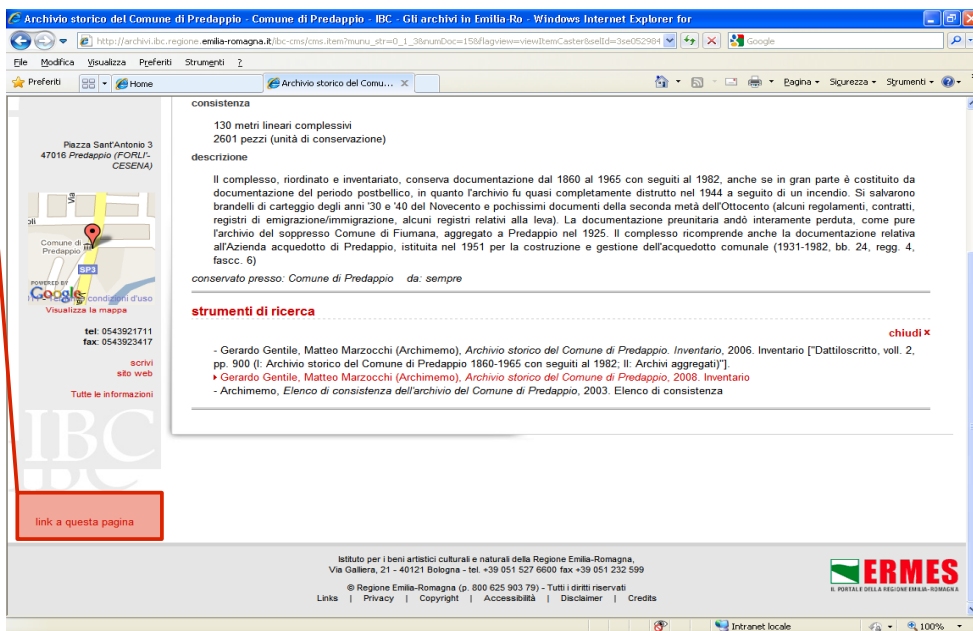 Archivio storico del Comune di Predappio - Comune di Predappio - IBC - Gli archivi in Emilia-Ro - Windows Internet Explorer for
http://archivi.ibc.regione.emilia-romagna.it/ibc-cms/cms.item?munu_str=0_1_3&numDoc=15&flagview=viewItemCaster&selId=3se052984
Google
File Modifica Visualizza Preferiti Strumenti ?
Preferiti
Home
Archivio storico del Comu...
Pagina
Sicurezza
Strumenti
Piazza Sant'Antonio 3
47016 Predappio (FORLI'-
CESENA)
Comune di
Predappio
SP3
POWERED BY
Google
condizioni d'uso
Visualizza la mappa
tel: 0543921711
fax: 0543923417
scrivi
sito web
Tutte le informazioni
IBC
IBC
link a questa pagina
consistenza
130 metri lineari complessivi
2601 pezzi (unità di conservazione)
descrizione
Il complesso, riordinato e inventariato, conserva documentazione dal 1860 al 1965 con seguiti al 1982, anche se in gran parte è costituito da
documentazione del periodo postbellico, in quanto l'archivio fu quasi completamente distrutto nel 1944 a seguito di un incendio. Si salvarono
brandelli di carteggio degli anni '30 e '40 del Novecento e pochissimi documenti della seconda metà dell'Ottocento (alcuni regolamenti, contratti,
registri di emigrazione/immigrazione, alcuni registri relativi alla leva). La documentazione preunitaria andò interamente perduta, come pure
l'archivio del soppresso Comune di Fiumana, aggregato a Predappio nel 1925. Il complesso ricomprende anche la documentazione relativa
all'Azienda acquedotto di Predappio, istituita nel 1951 per la costruzione e gestione dell'acquedotto comunale (1931-1982, bb. 24, regg. 4,
fascc. 6)
conservato presso: Comune di Predappio da: sempre
strumenti di ricerca
chiudi x
- Gerardo Gentile, Matteo Marzocchi (Archimemo), Archivio storico del Comune di Predappio. Inventario, 2006. Inventario ["Dattiloscritto, voll. 2,
pp. 900 (I: Archivio storico del Comune di Predappio 1860-1965 con seguiti al 1982; II: Archivi aggregati)"].
Gerardo Gentile, Matteo Marzocchi (Archimemo), Archivio storico del Comune di Predappio, 2008. Inventario
- Archimemo, Elenco di consistenza dell'archivio del Comune di Predappio, 2003. Elenco di consistenza
Istituto per i beni artistici culturali e naturali della Regione Emilia-Romagna,
Via Galliera, 21 - 40121 Bologna - tel. +39 051 527 6600 fax +39 051 232 599
© Regione Emilia-Romagna (p. 800 625 903 79) - Tutti i diritti riservati
Links | Privacy | Copyright | Accessibilità | Disclaimer | Credits
ERMES
IL PORTALE DELLA REGIONE EMILIA-ROMAGNA
Intranet locale
100%